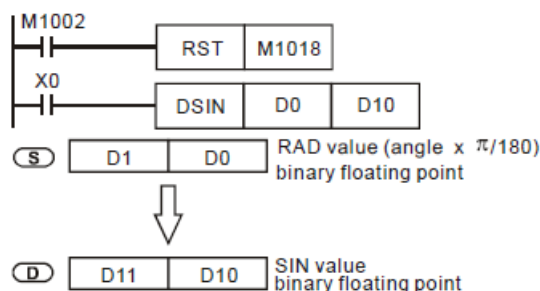 M1002
RST M1018
X0
DSIN D0 D10
S D1 D0 RAD value (angle x π/180)
binary floating point
D D11 D10 SIN value
binary floating point